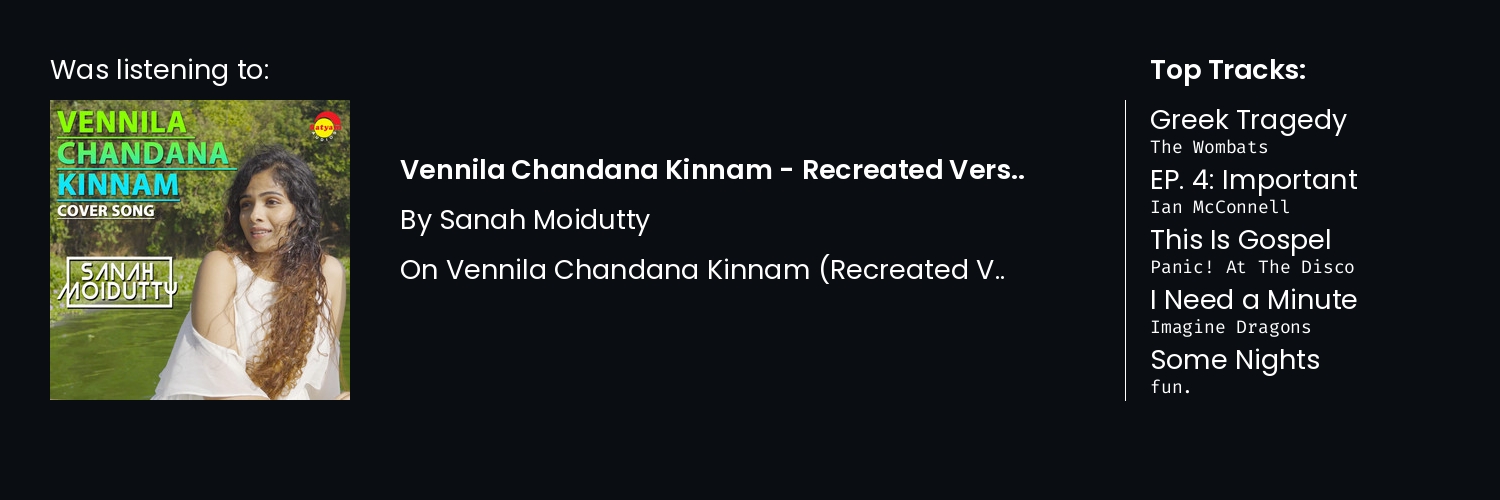 Was listening to:
VENNILA
CHANDANA
KINNAM
COVER SONG
SANAH
MOIDUTTY
Vennila Chandana Kinnam - Recreated Vers..
By Sanah Moidutty
On Vennila Chandana Kinnam (Recreated V..
Top Tracks:
Greek Tragedy
The Wombats
EP. 4: Important
Ian McConnell
This Is Gospel
Panic! At The Disco
I Need a Minute
Imagine Dragons
Some Nights
fun.